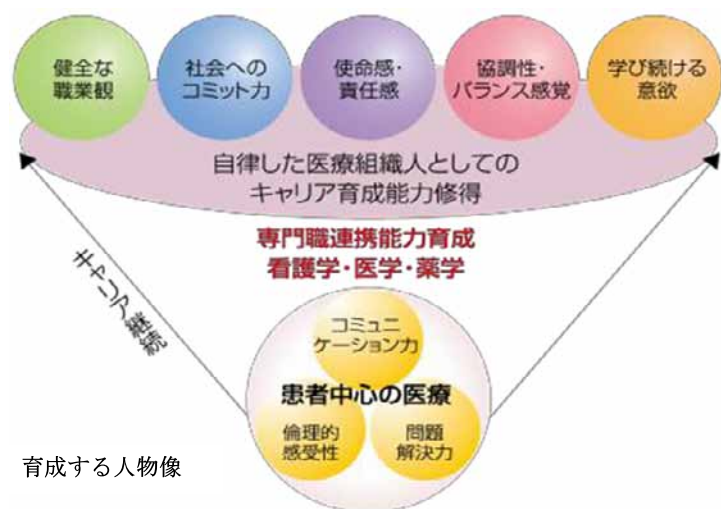 健全な
職業観
社会への
コミット力
使命感・
責任感
協調性・
バランス感覚
学び続ける
意欲
自律した医療組織人としての
キャリア育成能力修得
専門職連携能力育成
看護学・医学・薬学
キャリア継続
コミュニ
ケーション力
患者中心の医療
倫理的
感受性
問題
解決力
育成する人物像